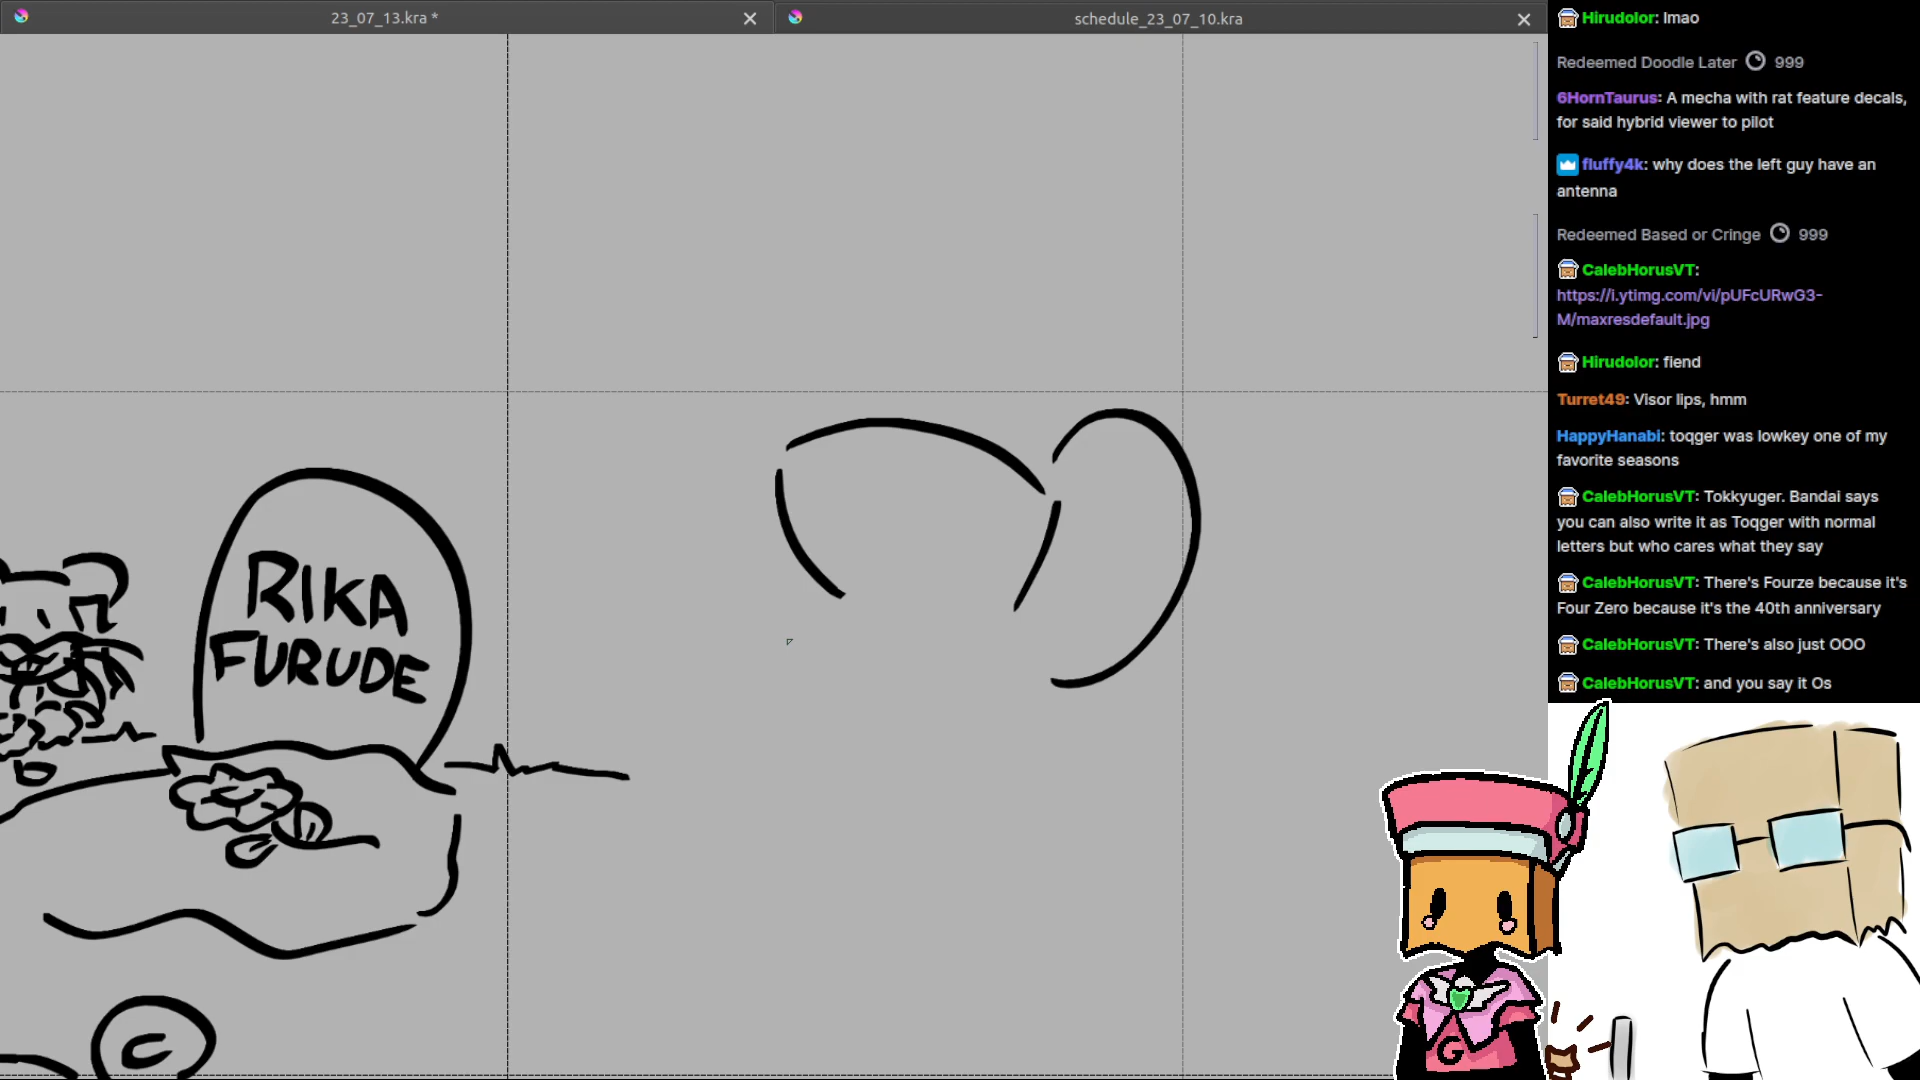 23_07_13.kra *
schedule_23_07_10.kra
Hirudolor: lmao
Redeemed Doodle Later 999
6HornTaurus: A mecha with rat feature decals,
for said hybrid viewer to pilot
fluffy4k: why does the left guy have an
antenna
Redeemed Based or Cringe 999
CalebHorusVT:
https://i.ytimg.com/vi/pUFcURwG3-
M/maxresdefault.jpg
Hirudolor: fiend
Turret49: Visor lips, hmm
HappyHanabi: toqger was lowkey one of my
favorite seasons
CalebHorusVT: Tokkyuger. Bandai says
you can also write it as Toqger with normal
letters but who cares what they say
CalebHorusVT: There's Fourze because it's
Four Zero because it's the 40th anniversary
CalebHorusVT: There's also just OOO
CalebHorusVT: and you say it Os
RIKA
FURUDE
C
G